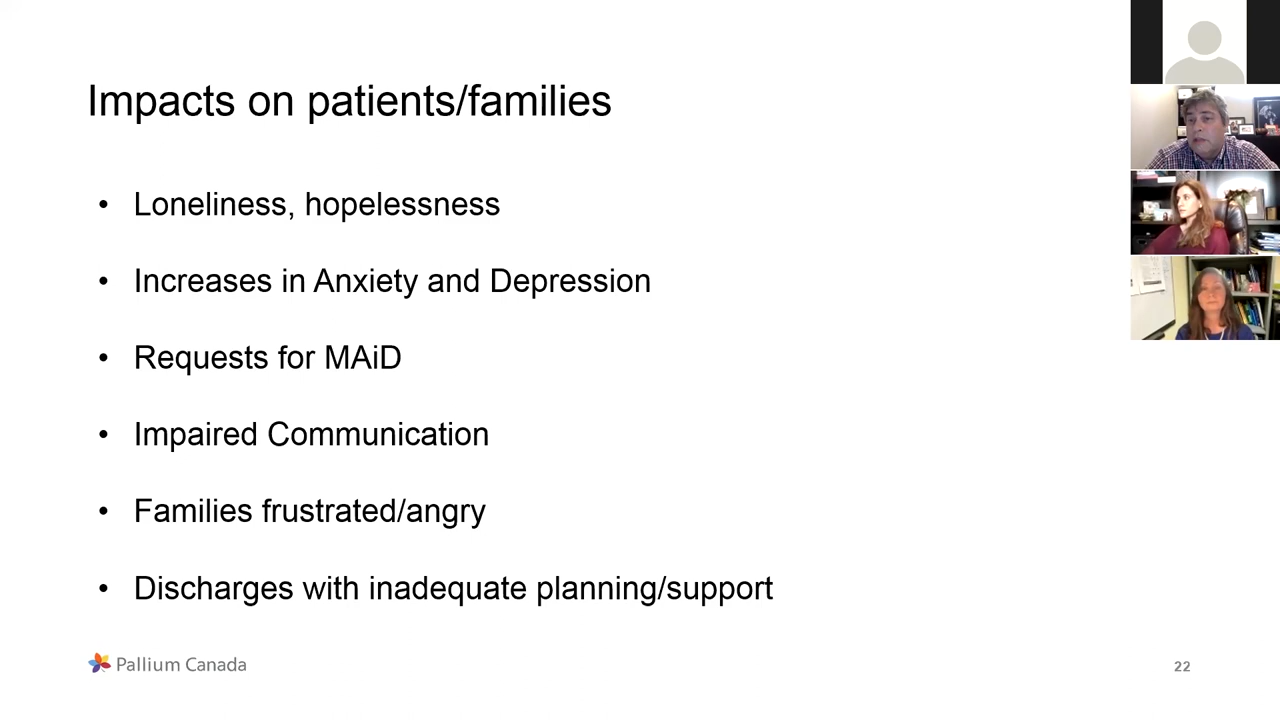 Impacts on patients/families
• Loneliness, hopelessness
• Increases in Anxiety and Depression
• Requests for MAiD
• Impaired Communication
• Families frustrated/angry
• Discharges with inadequate planning/support
Pallium Canada
22